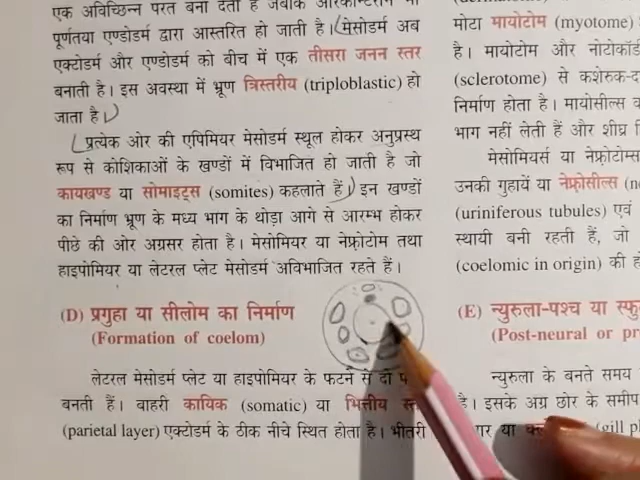 एक अविच्छिन्न परत बना देता है जबकि आरकेन्टरॉन भी
पूर्णतया एण्डोडर्म द्वारा आस्तरित हो जाती है। मेसोडर्म अब
एक्टोडर्म और एण्डोडर्म को बीच में एक तीसरा जनन स्तर
बनाती है। इस अवस्था में भ्रूण त्रिस्तरीय (triploblastic) हो
जाता है।
प्रत्येक ओर की एपिमियर मेसोडर्म स्थूल होकर अनुप्रस्थ
रूप से कोशिकाओं के खण्डों में विभाजित हो जाती है जो
कायखण्ड या सोमाइट्स (somites) कहलाते हैं। इन खण्डों
का निर्माण भ्रूण के मध्य भाग के थोड़ा आगे से आरम्भ होकर
पीछे की ओर अग्रसर होता है। मेसोमियर या नेफ्रोटोम तथा
हाइपोमियर या लेटरल प्लेट मेसोडर्म अविभाजित रहते हैं।
(D) प्रगुहा या सीलोम का निर्माण
(Formation of coelom)
लेटरल मेसोडर्म प्लेट या हाइपोमियर के फटने से दो
बनती हैं। बाहरी कायिक (somatic) या भित्तीय
(parietal layer) एक्टोडर्म के ठीक नीचे स्थित होता है। भीतरी
मोटा मायोटोम (myotome)
है। मायोटोम और नोटोकॉ
(sclerotome) से कशेरुक-द
निर्माण होता है। मायोसील्स
भाग नहीं लेती हैं और शीघ्र
मेसोमियर्स या नेफ्रोटोम्स
उनकी गुहायें या नेफ्रोसील्स
(uriniferous tubules) एवं
स्थायी बनी रहती हैं, जो
(coelomic in origin) की
(E) न्युरुला-पश्च या
(Post-neural or
न्युरुला के बनते समय
है। इसके अग्र छोर के समीप
या (gill